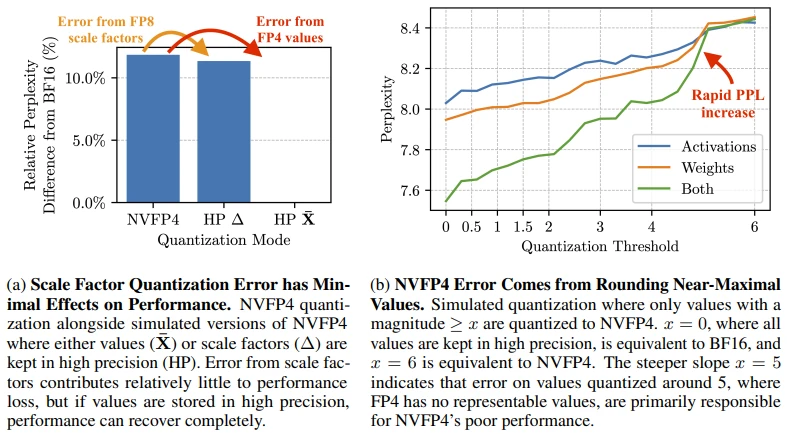 Error from FP8
scale factors
Error from
FP4 values
Relative Perplexity
Difference from BF16 (%)
10.0%
5.0%
0.0%
NVFP4
HP Δ
HP X̄
Quantization Mode
8.4
8.2
8.0
7.8
7.6
Perplexity
Rapid PPL
increase
Activations
Weights
Both
0 0.5 1 1.5 2 3 4 6
Quantization Threshold
(a) Scale Factor Quantization Error has Min-
imal Effects on Performance. NVFP4 quanti-
zation alongside simulated versions of NVFP4
where either values (X̄) or scale factors (Δ) are
kept in high precision (HP). Error from scale fac-
tors contributes relatively little to performance
loss, but if values are stored in high precision,
performance can recover completely.
(b) NVFP4 Error Comes from Rounding Near-Maximal
Values. Simulated quantization where only values with a
magnitude ≥ x are quantized to NVFP4. x = 0, where all
values are kept in high precision, is equivalent to BF16, and
x = 6 is equivalent to NVFP4. The steeper slope x = 5
indicates that error on values quantized around 5, where
FP4 has no representable values, are primarily responsible
for NVFP4's poor performance.